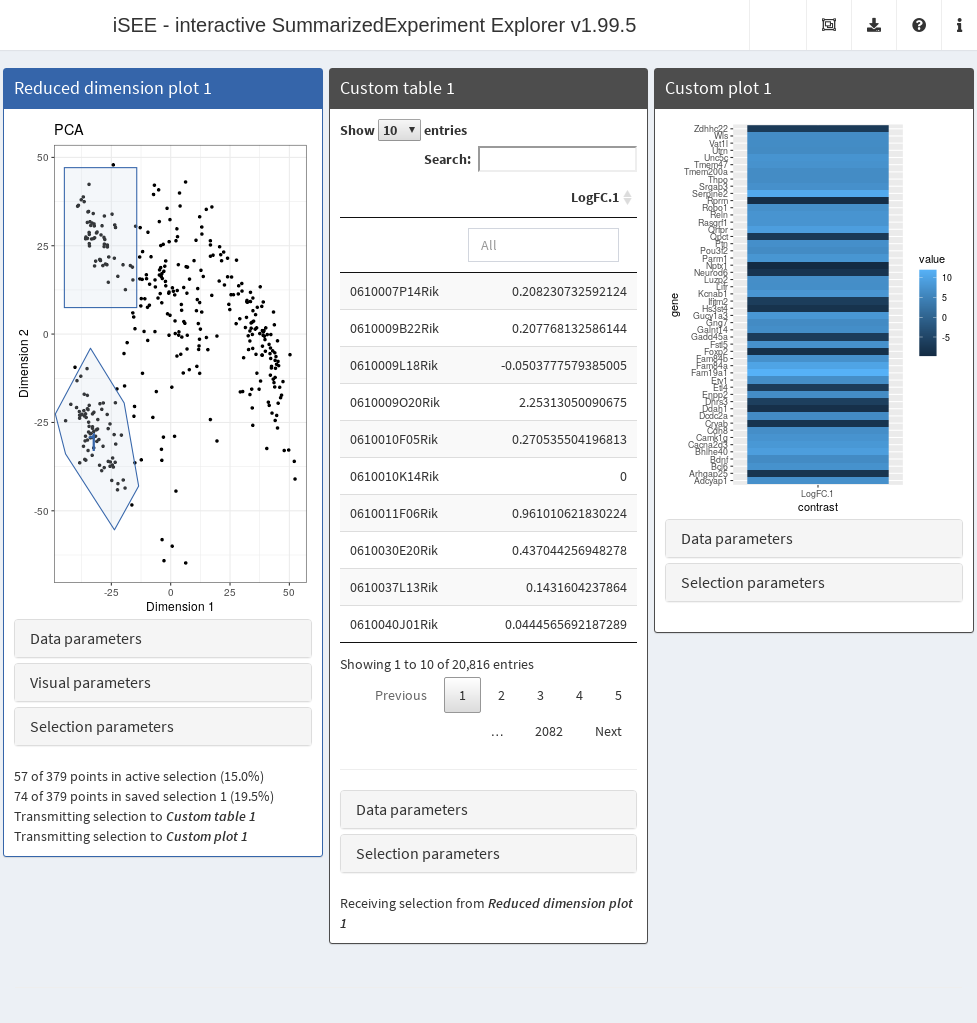 iSEE - interactive SummarizedExperiment Explorer v1.99.5
Reduced dimension plot 1
PCA
50
25
0
-25
-50
Dimension 2
-25 0 25 50
Dimension 1
Data parameters
Visual parameters
Selection parameters
57 of 379 points in active selection (15.0%)
74 of 379 points in saved selection 1 (19.5%)
Transmitting selection to Custom table 1
Transmitting selection to Custom plot 1
Custom table 1
Show 10 entries
Search:
LogFC.1
All
0610007P14Rik 0.208230732592124
0610009B22Rik 0.207768132586144
0610009L18Rik -0.0503777579385005
0610009O20Rik 2.25313050090675
0610010F05Rik 0.270535504196813
0610010K14Rik 0
0610011F06Rik 0.961010621830224
0610030E20Rik 0.437044256948278
0610037L13Rik 0.1431604237864
0610040J01Rik 0.0444565692187289
Showing 1 to 10 of 20,816 entries
Previous 1 2 3 4 5
… 2082 Next
Data parameters
Selection parameters
Receiving selection from Reduced dimension plot
1
Custom plot 1
Zdhhc22
Wls
Vat1l
Utrn
Unc5c
Tmem47
Tmem200a
Thpo
Srgap3
Serpine2
Rprm
Robo1
Reln
Rasgrf1
Qrfpr
Qpct
Ptn
Pou3f2
Parm1
Nptx1
Neurod6
Luzp2
Lifr
Kcnab1
Ifitm2
Hs3st4
Gucy1a3
Gng7
Galnt14
Gadd45a
Fstl5
Foxp2
Fam84b
Fam84a
Fam19a1
Etv1
Etl4
Enpp2
Dhrs3
Ddah1
Dcdc2a
Cryab
Cdh8
Camk1g
Cacna2d3
Bhlhe40
Bdnf
Bcl6
Arhgap25
Adcyap1
gene
LogFC.1
contrast
value
10
5
0
-5
Data parameters
Selection parameters